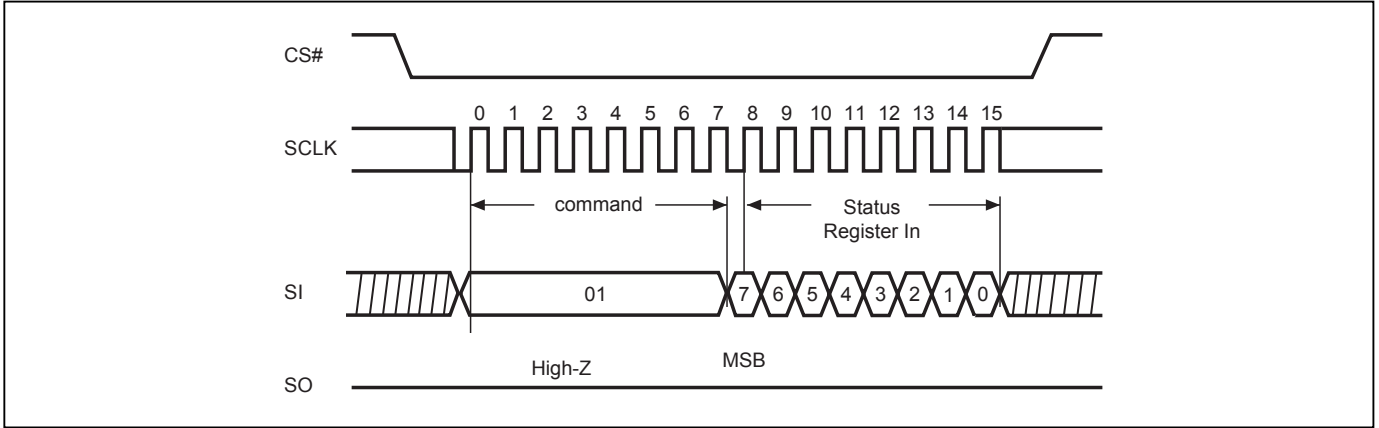 CS#
0 1 2 3 4 5 6 7 8 9 10 11 12 13 14 15
SCLK
command
Status
Register In
SI
01
7 6 5 4 3 2 1 0
High-Z
MSB
SO